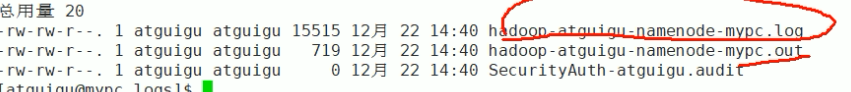 总用量 20
-rw-rw-r--. 1 atguigu atguigu 15515 12月 22 14:40 hadoop-atguigu-namenode-mypc.log
-rw-rw-r--. 1 atguigu atguigu   719 12月 22 14:40 hadoop-atguigu-namenode-mypc.out
-rw-rw-r--. 1 atguigu atguigu     0 12月 22 14:40 SecurityAuth-atguigu.audit
[atguigu@mypc logs]$